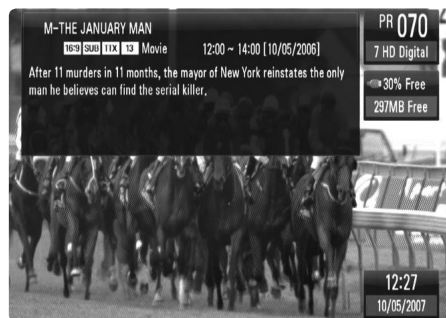 M-THE JANUARY MAN
16:9 SUB TTX 13 Movie 12:00 ~ 14:00 [10/05/2006]
After 11 murders in 11 months, the mayor of New York reinstates the only
man he believes can find the serial killer.
PR 070
7 HD Digital
30% Free
297MB Free
12:27
10/05/2007